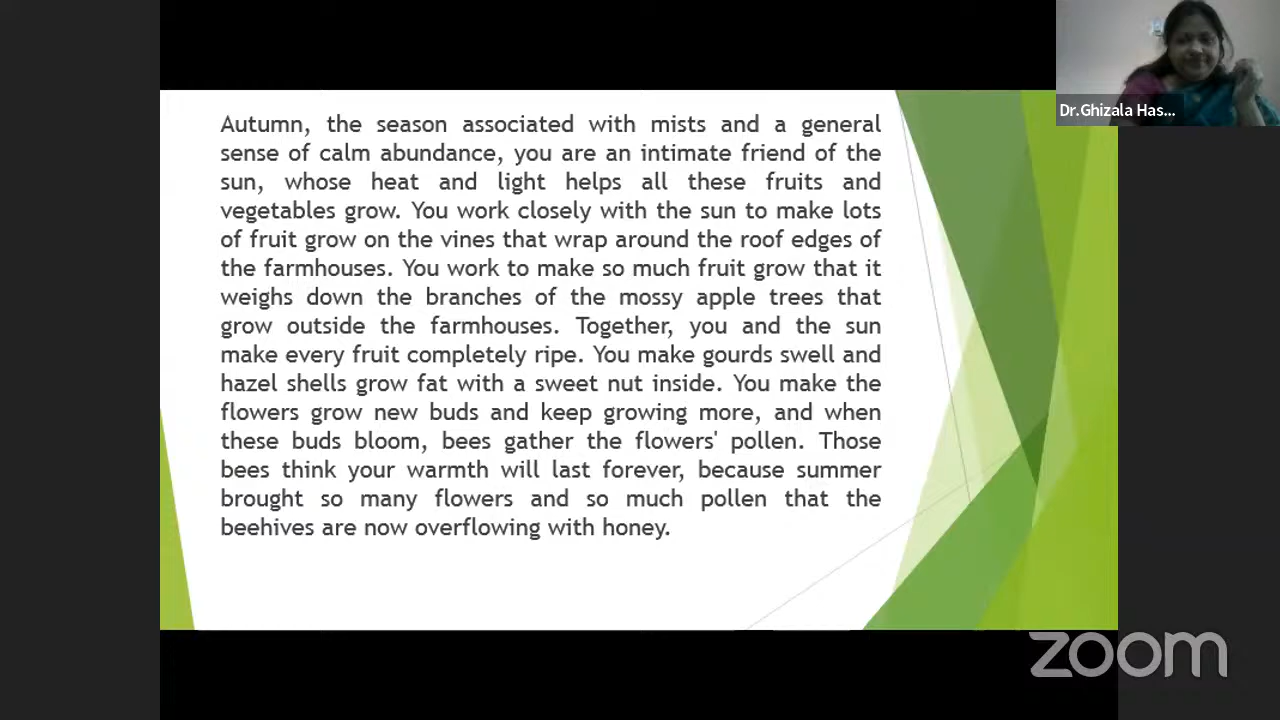 Dr.Ghizala Has...
Autumn, the season associated with mists and a general
sense of calm abundance, you are an intimate friend of the
sun, whose heat and light helps all these fruits and
vegetables grow. You work closely with the sun to make lots
of fruit grow on the vines that wrap around the roof edges of
the farmhouses. You work to make so much fruit grow that it
weighs down the branches of the mossy apple trees that
grow outside the farmhouses. Together, you and the sun
make every fruit completely ripe. You make gourds swell and
hazel shells grow fat with a sweet nut inside. You make the
flowers grow new buds and keep growing more, and when
these buds bloom, bees gather the flowers' pollen. Those
bees think your warmth will last forever, because summer
brought so many flowers and so much pollen that the
beehives are now overflowing with honey.
zoom